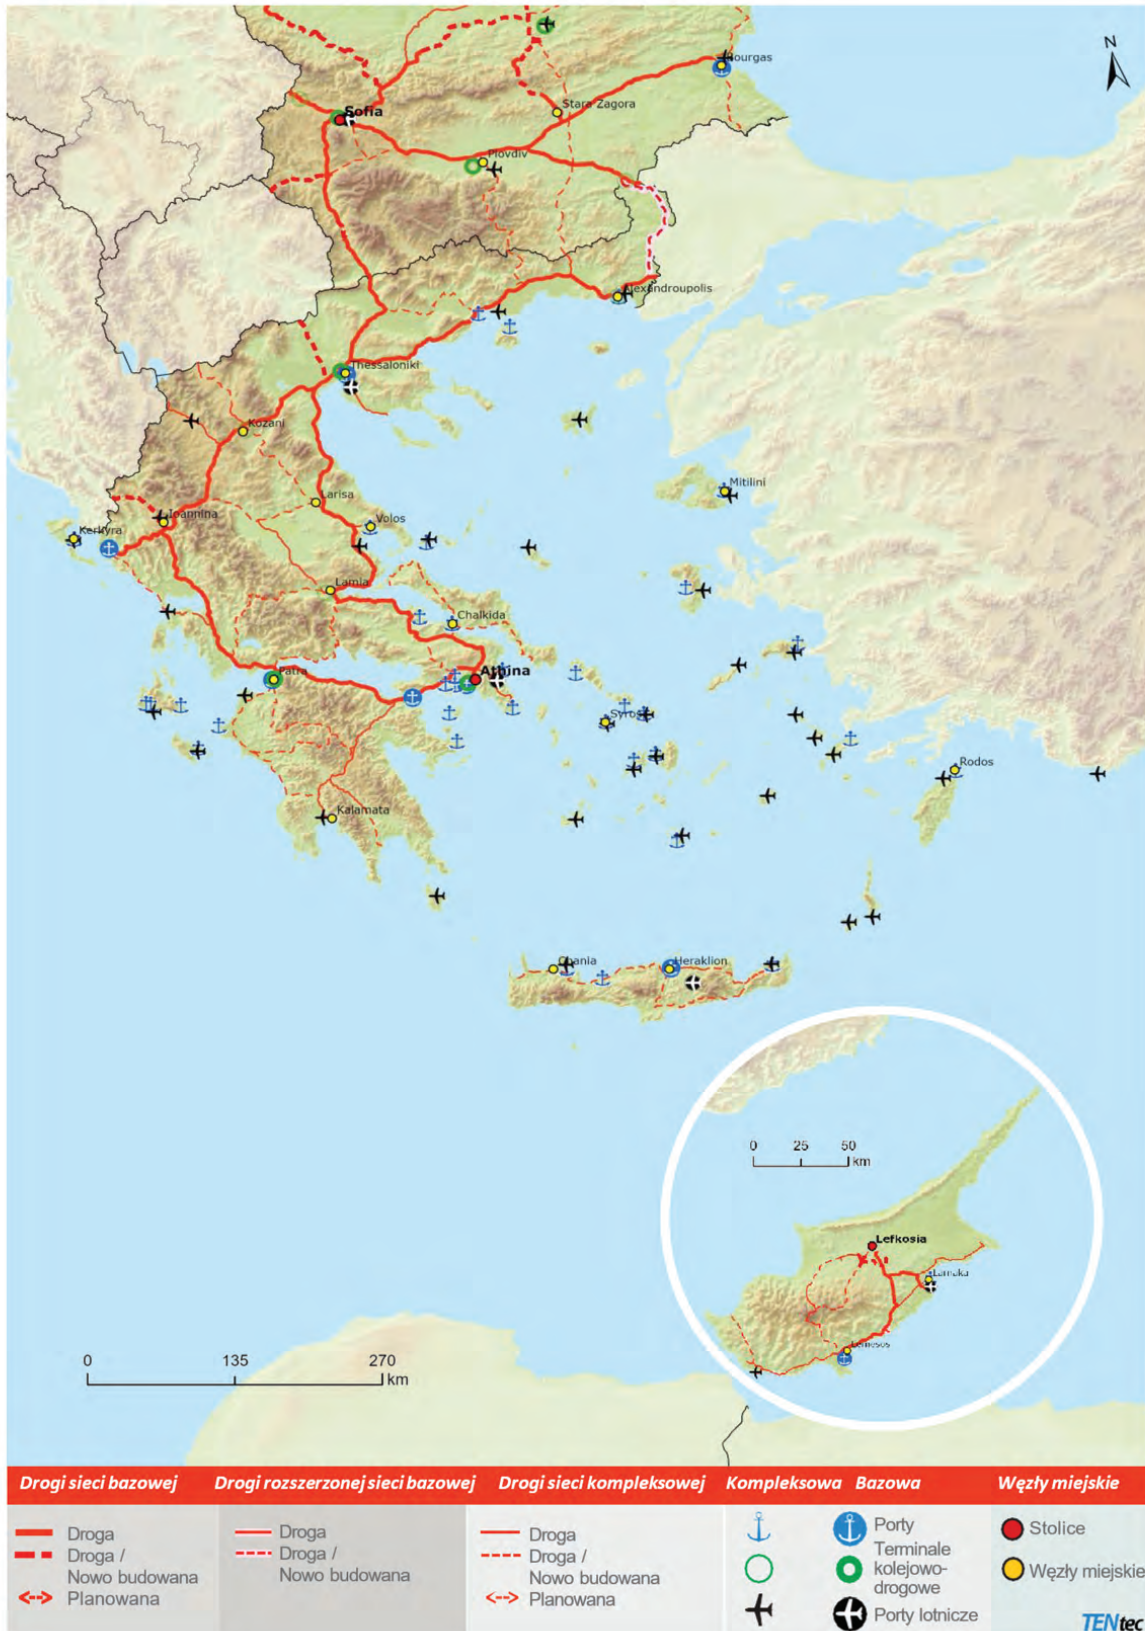 N
Bourgas
Stara Zagora
Sofia
Plovdiv
Alexandroupolis
Thessaloniki
Kozani
Mitilini
Larisa
Ioannina
Volos
Kerkyra
Lamia
Chalkida
Athina
Patra
Syros
Rodos
Kalamata
Chania
Heraklion
0 25 50
km
Lefkosia
Larnaka
Lemesos
0 135 270
km
Drogi sieci bazowej Drogi rozszerzonej sieci bazowej Drogi sieci kompleksowej Kompleksowa Bazowa Węzły miejskie
Droga
Droga /
Nowo budowana
Planowana
Droga
Droga /
Nowo budowana
Droga
Droga /
Nowo budowana
Planowana
Porty
Terminale
kolejowo-
drogowe
Porty lotnicze
Stolice
Węzły miejskie
TENtec